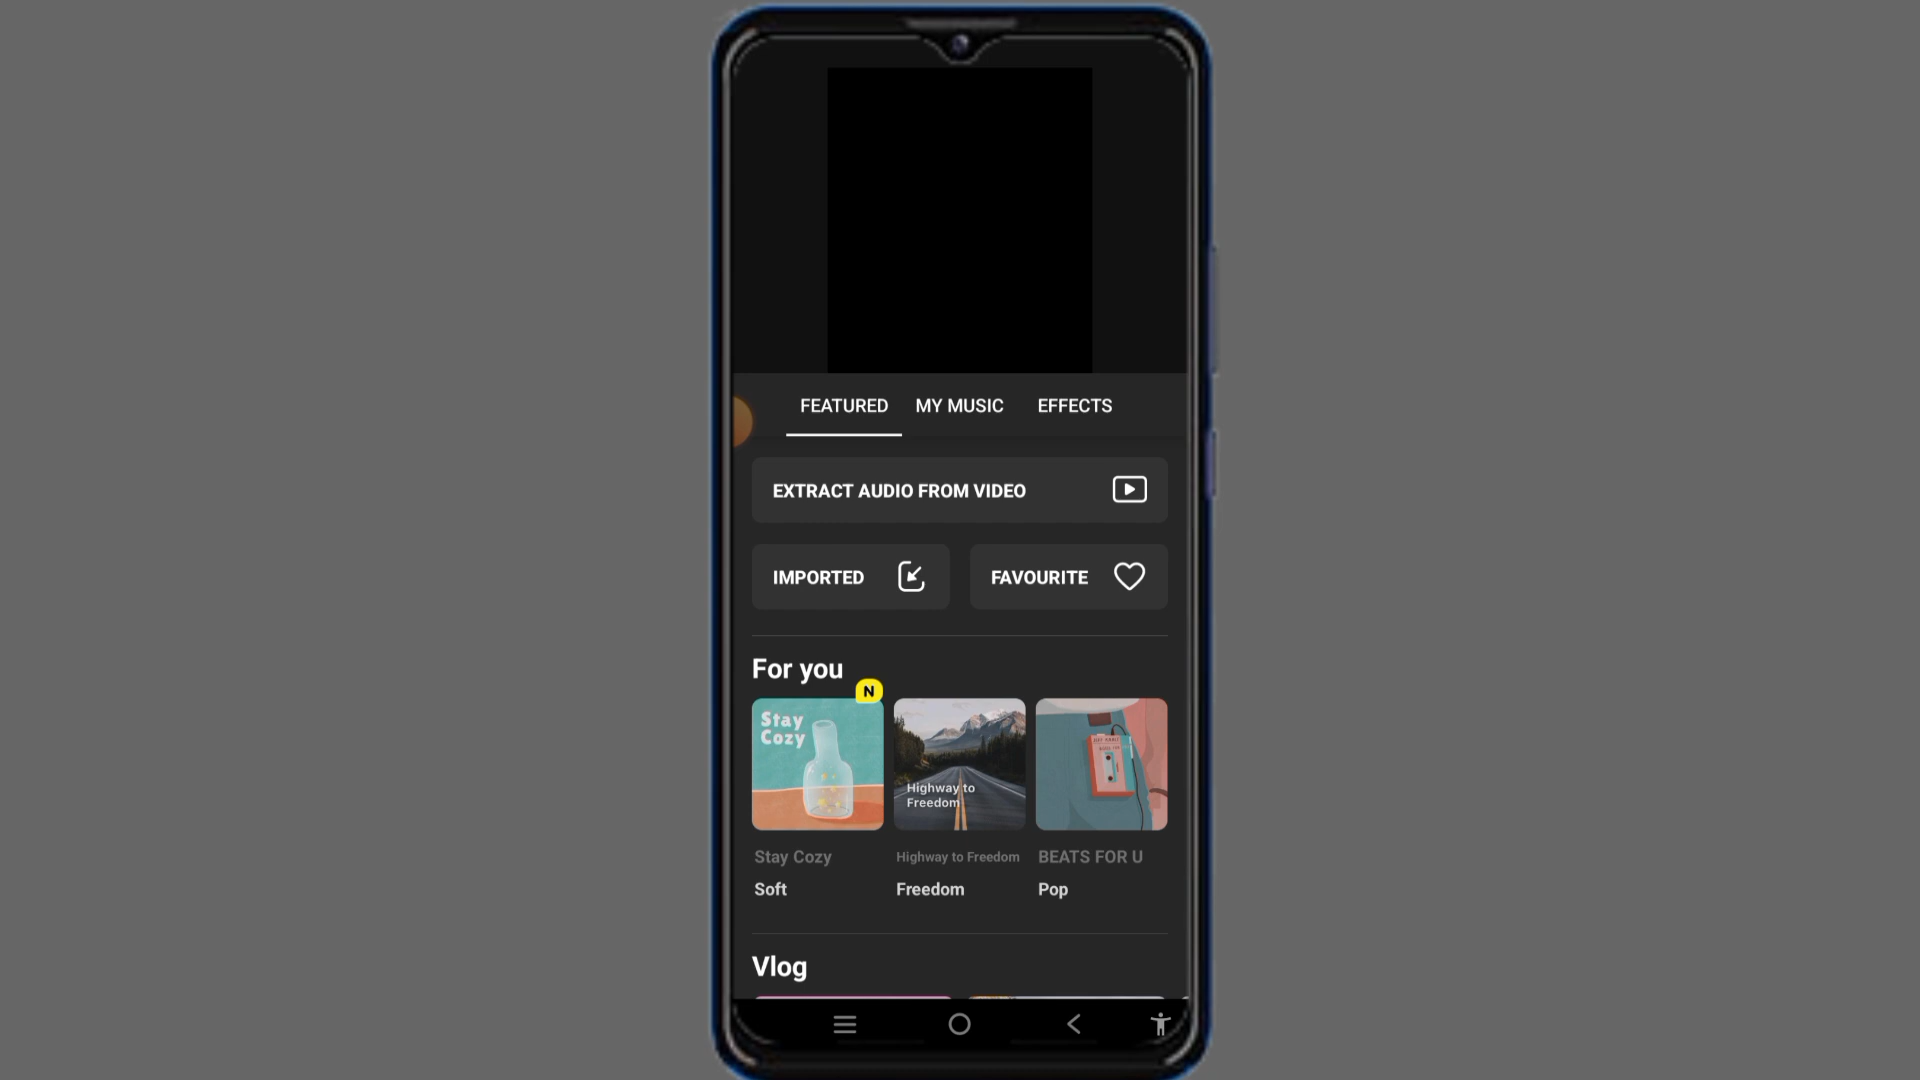 FEATURED MY MUSIC EFFECTS
EXTRACT AUDIO FROM VIDEO
IMPORTED FAVOURITE
For you
N
Stay
Cozy
Highway to
Freedom
Stay Cozy Highway to Freedom BEATS FOR U
Soft Freedom Pop
Vlog